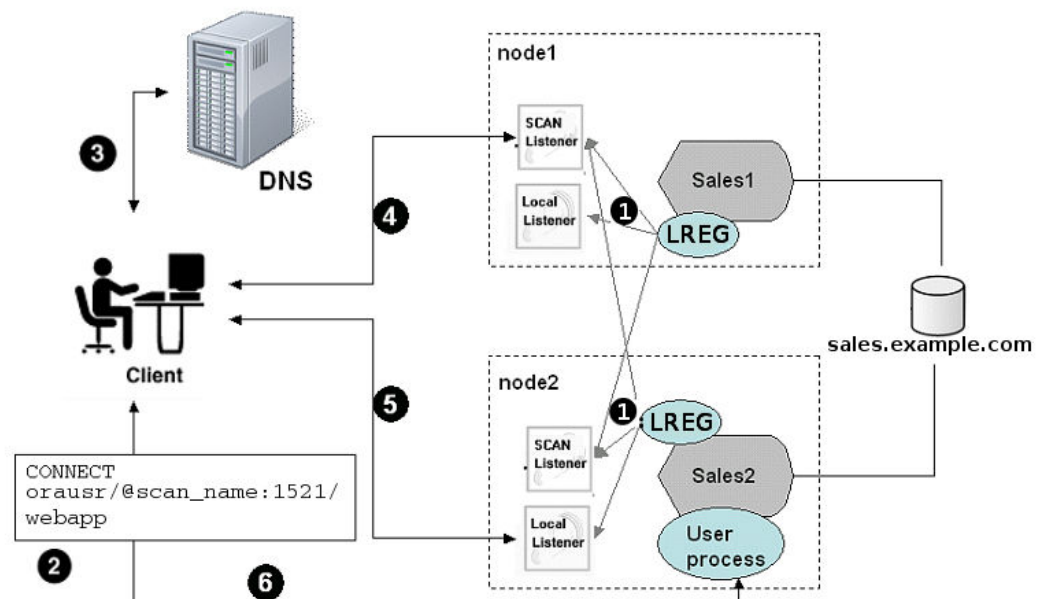 node1
SCAN
Listener
Sales1
3
DNS
4
Local
Listener
1
LREG
sales.example.com
Client
node2
5
1
LREG
SCAN
Listener
Sales2
CONNECT
orausr/@scan_name:1521/
webapp
Local
Listener
User
process
2
6